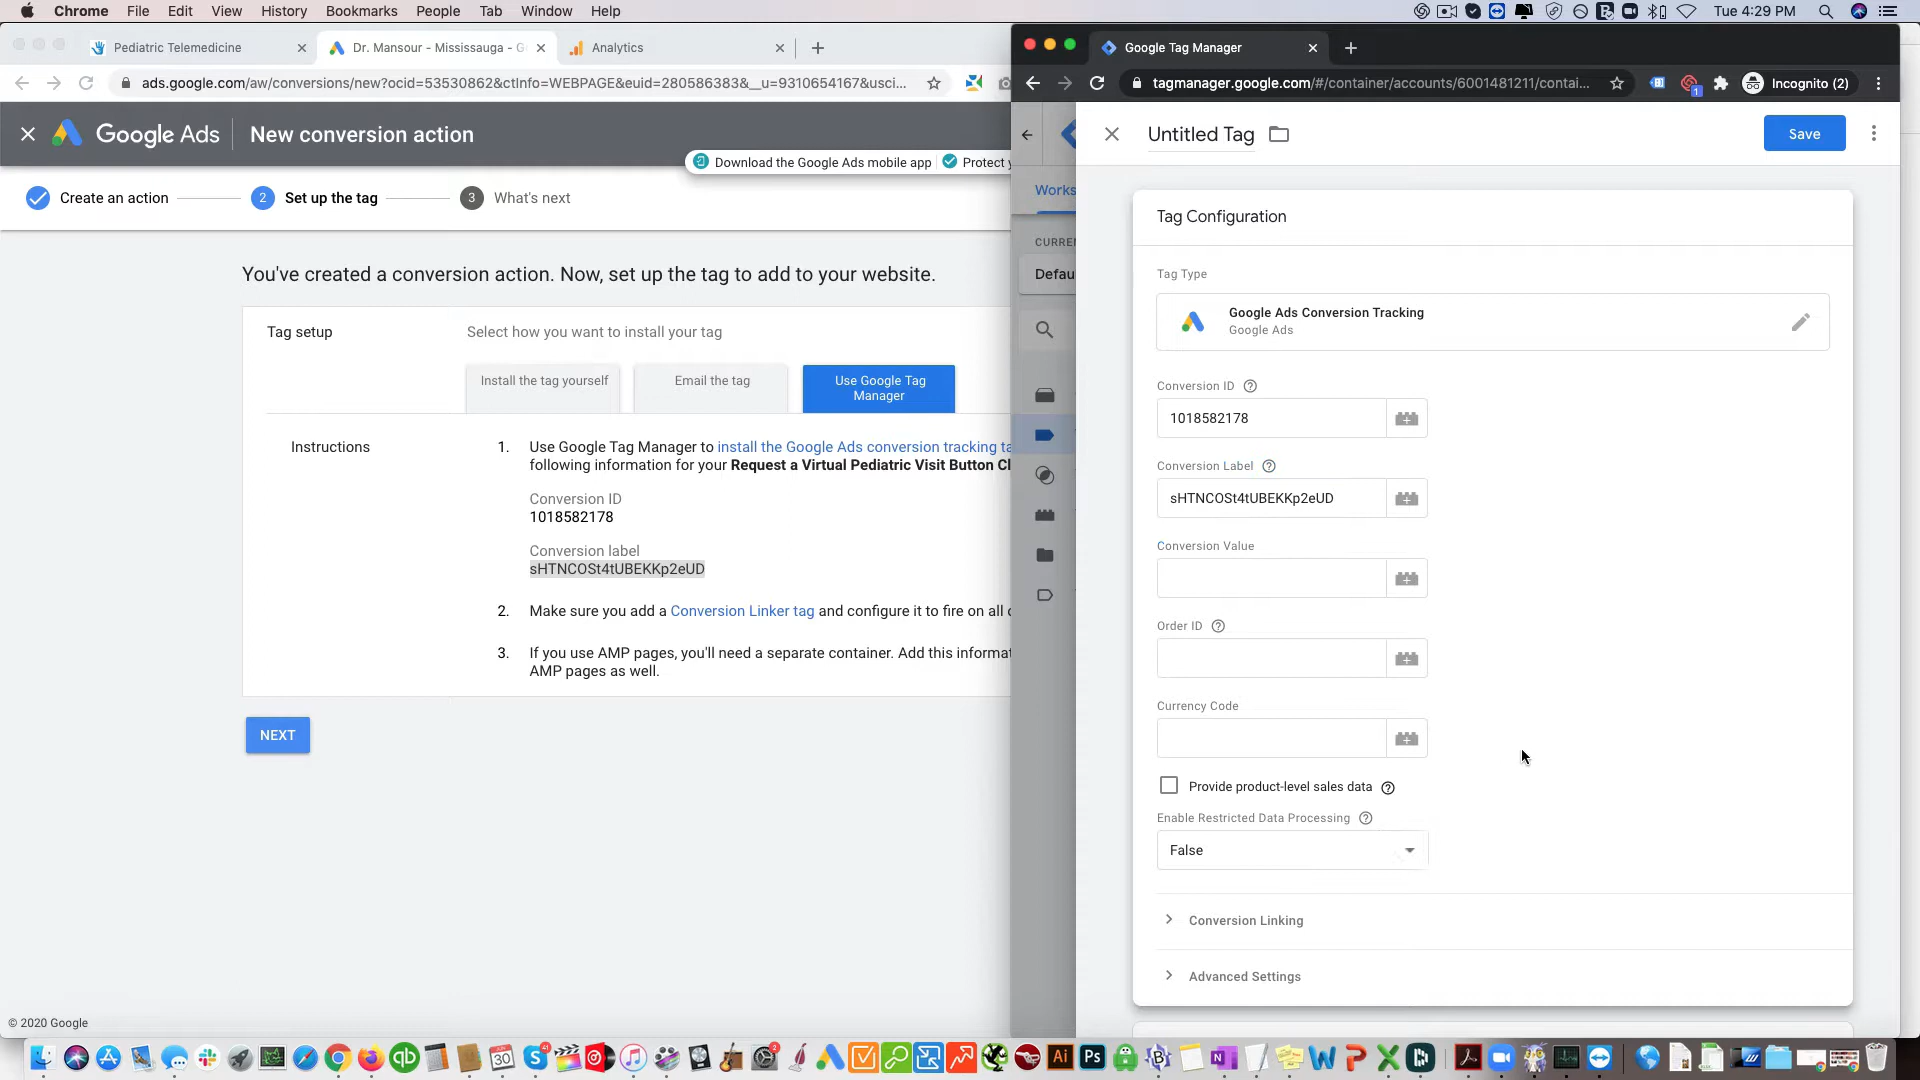 Chrome File Edit View History Bookmarks People Tab Window Help
Tue 4:29 PM
Pediatric Telemedicine
Dr. Mansour - Mississauga - G
Analytics
ads.google.com/aw/conversions/new?ocid=53530862&ctInfo=WEBPAGE&euid=280586383&__u=9310654167&usci...
Google Ads
New conversion action
Download the Google Ads mobile app
Protect y
Create an action
2 Set up the tag
3 What's next
You've created a conversion action. Now, set up the tag to add to your website.
Tag setup
Select how you want to install your tag
Install the tag yourself
Email the tag
Use Google Tag
Manager
Instructions
1. Use Google Tag Manager to install the Google Ads conversion tracking ta
following information for your Request a Virtual Pediatric Visit Button Cl
Conversion ID
1018582178
Conversion label
sHTNCOSt4tUBEKKp2eUD
2. Make sure you add a Conversion Linker tag and configure it to fire on all
3. If you use AMP pages, you'll need a separate container. Add this informat
AMP pages as well.
NEXT
© 2020 Google
Google Tag Manager
tagmanager.google.com/#/container/accounts/6001481211/contai...
1
Incognito (2)
Works
CURREN
Defau
Untitled Tag
Save
Tag Configuration
Tag Type
Google Ads Conversion Tracking
Google Ads
Conversion ID
1018582178
Conversion Label
sHTNCOSt4tUBEKKp2eUD
Conversion Value
Order ID
Currency Code
Provide product-level sales data
Enable Restricted Data Processing
False
Conversion Linking
Advanced Settings